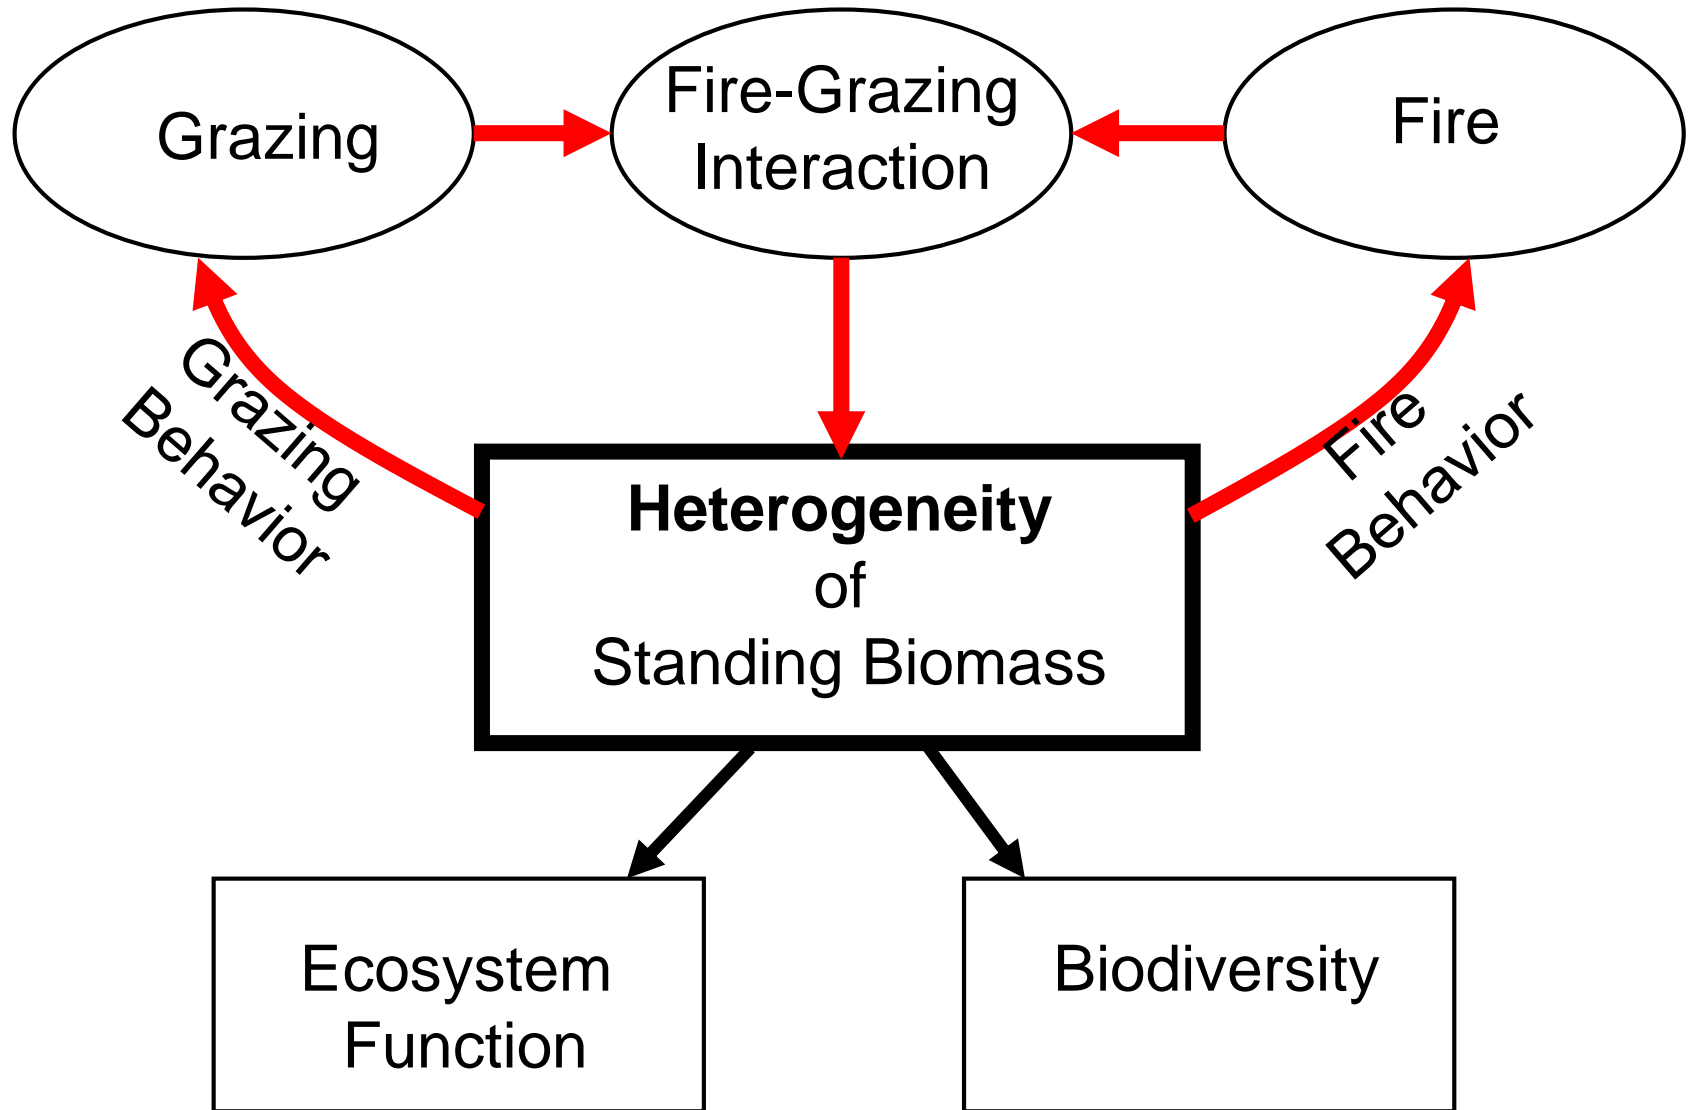 Grazing
Fire-Grazing
Interaction
Fire
Grazing
Behavior
Fire
Behavior
Heterogeneity
of
Standing Biomass
Ecosystem
Function
Biodiversity